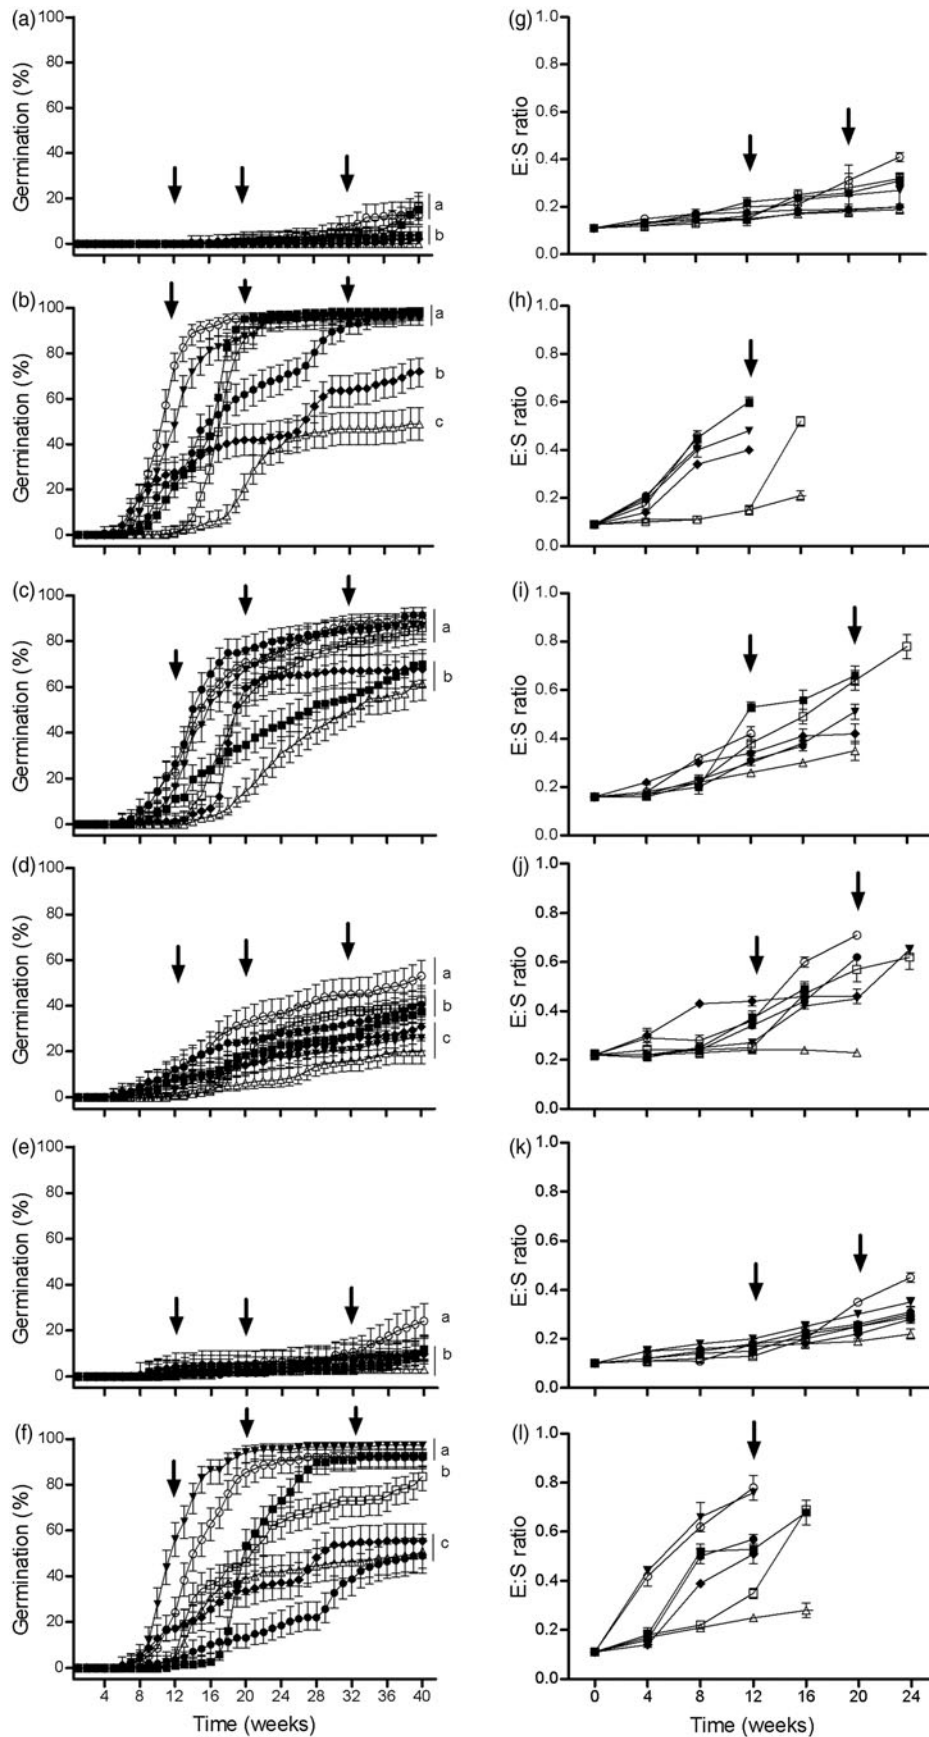 (a)
100
80
60
40
20
0
Germination (%)
a
b
(g)
1.0
0.8
0.6
0.4
0.2
0.0
E:S ratio
(b)
100
80
60
40
20
0
Germination (%)
a
b
c
(h)
1.0
0.8
0.6
0.4
0.2
0.0
E:S ratio
(c)
100
80
60
40
20
0
Germination (%)
a
b
(i)
1.0
0.8
0.6
0.4
0.2
0.0
E:S ratio
(d)
100
80
60
40
20
0
Germination (%)
a
b
c
(j)
1.0
0.8
0.6
0.4
0.2
0.0
E:S ratio
(e)
100
80
60
40
20
0
Germination (%)
a
b
(k)
1.0
0.8
0.6
0.4
0.2
0.0
E:S ratio
(f)
100
80
60
40
20
0
Germination (%)
a
b
c
4 8 12 16 20 24 28 32 36 40
Time (weeks)
(l)
1.0
0.8
0.6
0.4
0.2
0.0
E:S ratio
0 4 8 12 16 20 24
Time (weeks)